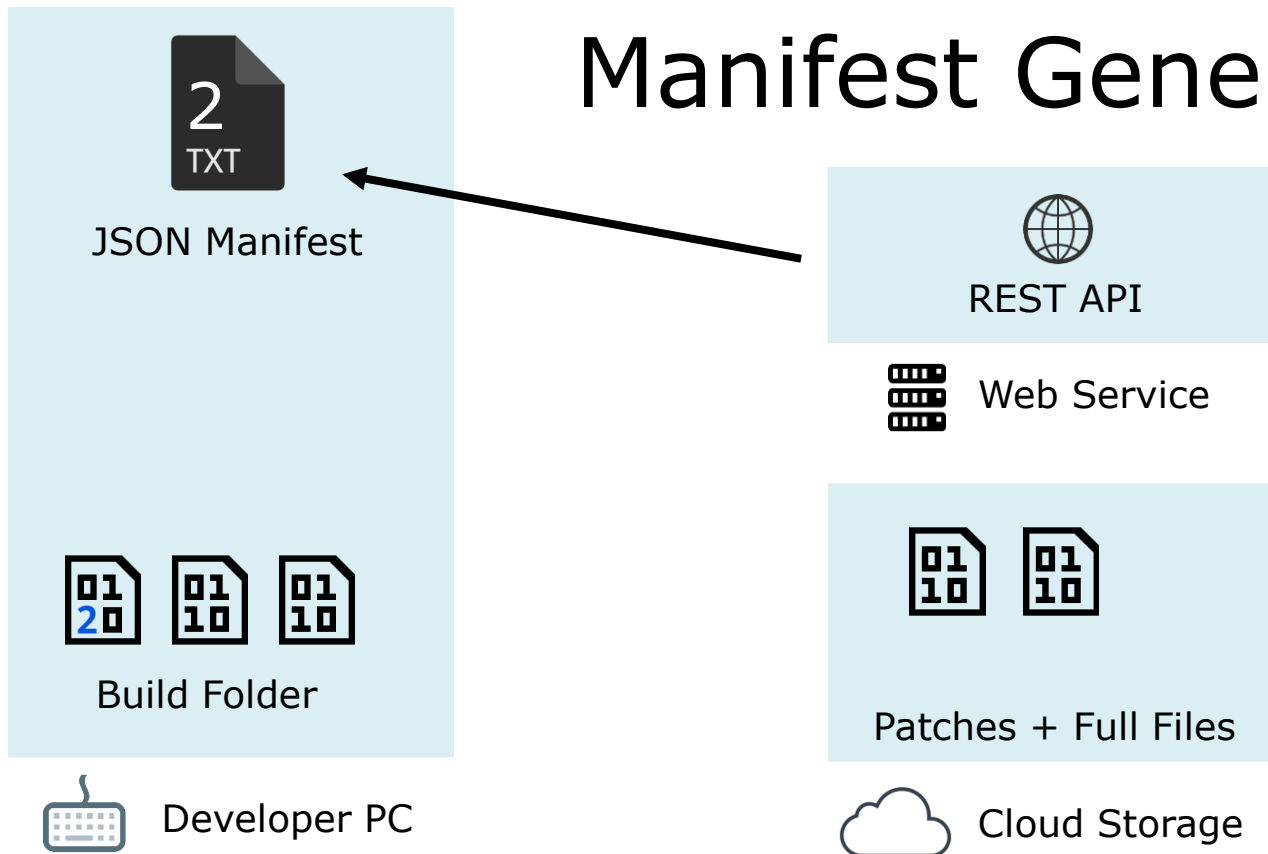 Manifest Gene
2
TXT
JSON Manifest
REST API
Web Service
01
20
01
10
01
10
Build Folder
01
10
01
10
Patches + Full Files
Developer PC
Cloud Storage